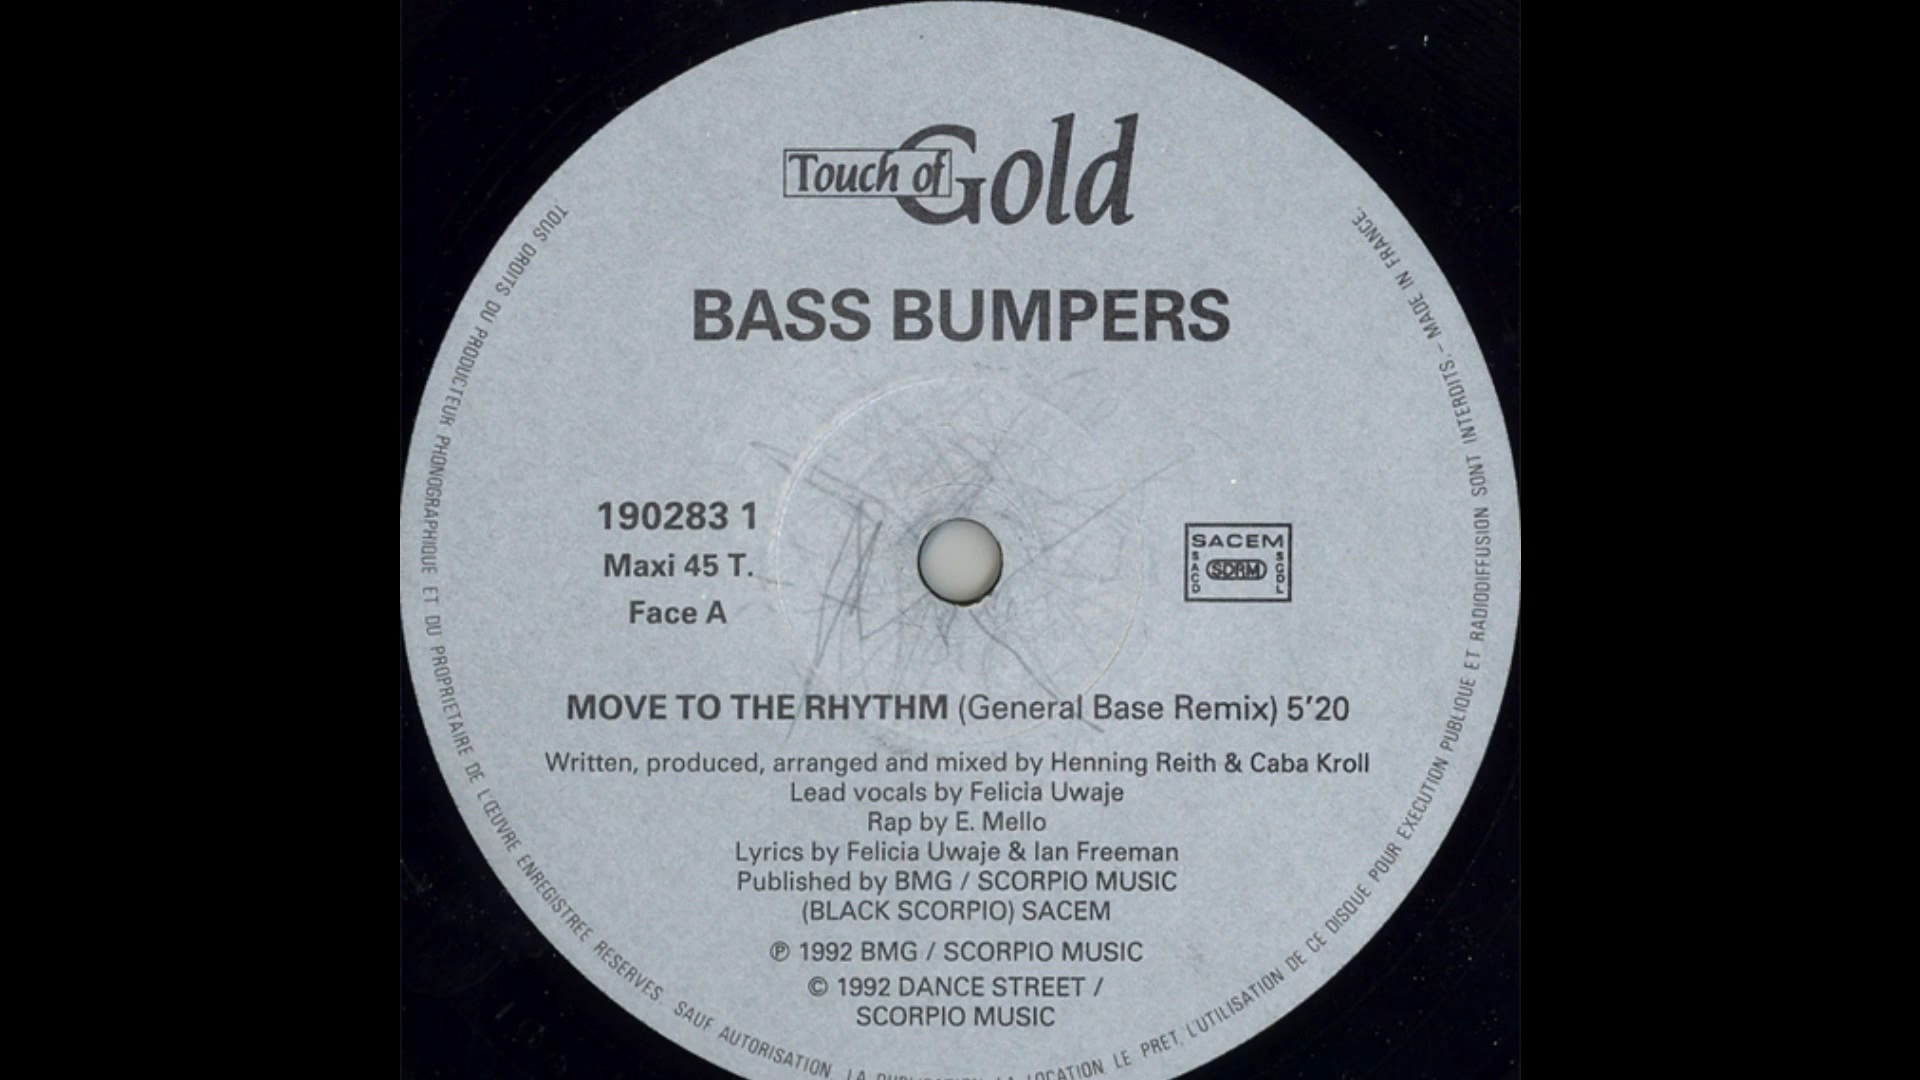 Touch of Gold
BASS BUMPERS
190283 1
Maxi 45 T.
Face A
SACEM
SACD
SDRM
SGDL
MOVE TO THE RHYTHM (General Base Remix) 5'20
Written, produced, arranged and mixed by Henning Reith & Caba Kroll
Lead vocals by Felicia Uwaje
Rap by E. Mello
Lyrics by Felicia Uwaje & Ian Freeman
Published by BMG / SCORPIO MUSIC
(BLACK SCORPIO) SACEM
℗ 1992 BMG / SCORPIO MUSIC
© 1992 DANCE STREET /
SCORPIO MUSIC
TOUS DROITS DU PRODUCTEUR PHONOGRAPHIQUE ET DU PROPRIETAIRE DE L'ŒUVRE ENREGISTREE RESERVES. SAUF AUTORISATION LA LOCATION, LE PRET, L'UTILISATION DE CE DISQUE POUR EXECUTION PUBLIQUE ET RADIODIFFUSION SONT INTERDITS. – MADE IN FRANCE.